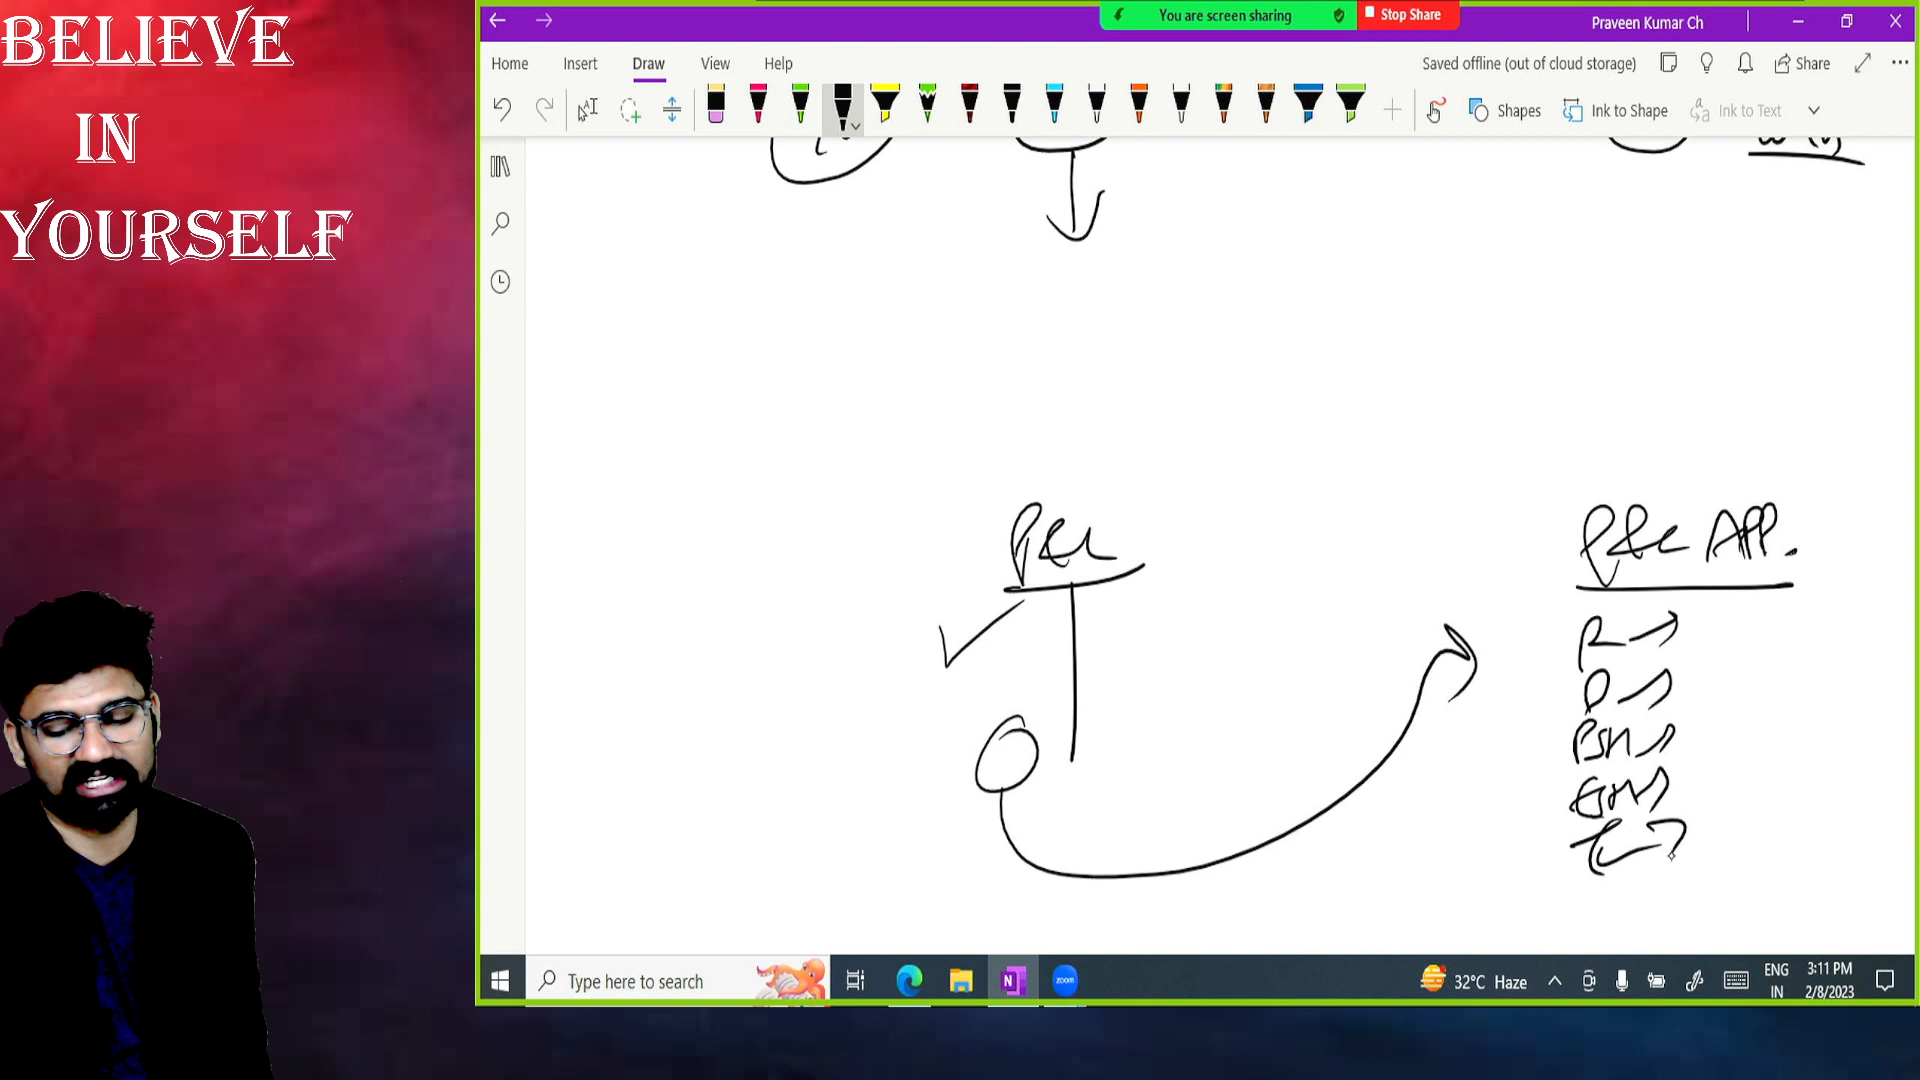 BELIEVE
IN
YOURSELF
You are screen sharing
Stop Share
Praveen Kumar Ch
Home Insert Draw View Help
Saved offline (out of cloud storage)
Share
Shapes
Ink to Shape
Ink to Text
P&L
P&L APP.
R
D
Type here to search
N
zoom
32°C Haze
ENG
IN
3:11 PM
2/8/2023